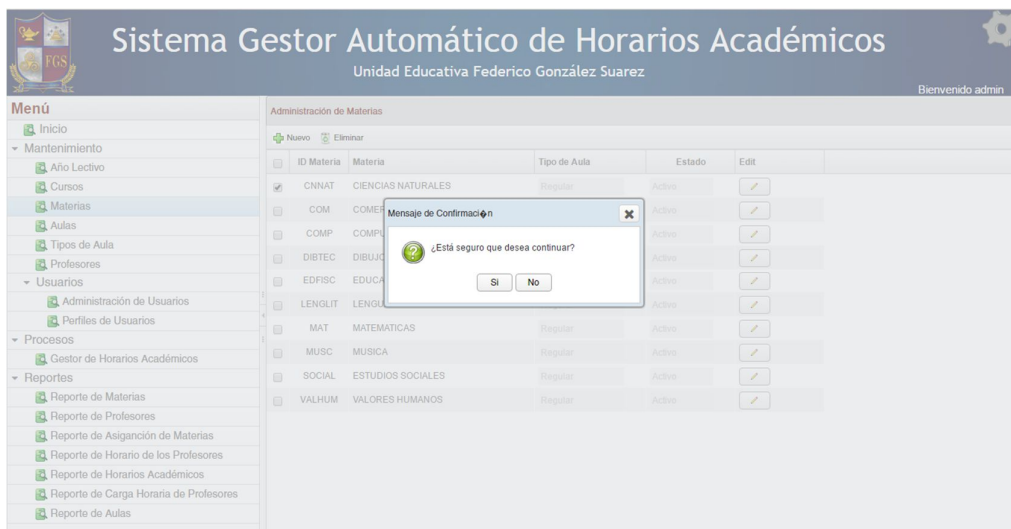 FGS
Sistema Gestor Automático de Horarios Académicos
Unidad Educativa Federico González Suarez
Bienvenido admin
Menú
Inicio
Mantenimiento
Año Lectivo
Cursos
Materias
Aulas
Tipos de Aula
Profesores
Usuarios
Administración de Usuarios
Perfiles de Usuarios
Procesos
Gestor de Horarios Académicos
Reportes
Reporte de Materias
Reporte de Profesores
Reporte de Asiganción de Materias
Reporte de Horario de los Profesores
Reporte de Horarios Académicos
Reporte de Carga Horaria de Profesores
Reporte de Aulas
Administración de Materias
Nuevo Eliminar
ID Materia Materia Tipo de Aula Estado Edit
CNNAT CIENCIAS NATURALES Regular Activo
COM COMER Activo
COMP COMPU Activo
DIBTEC DIBUJO Activo
EDFISC EDUCA Activo
LENGLIT LENGU Activo
MAT MATEMATICAS Regular Activo
MUSC MUSICA Regular Activo
SOCIAL ESTUDIOS SOCIALES Regular Activo
VALHUM VALORES HUMANOS Regular Activo
Mensaje de Confirmaci�n
¿Está seguro que desea continuar?
Si No